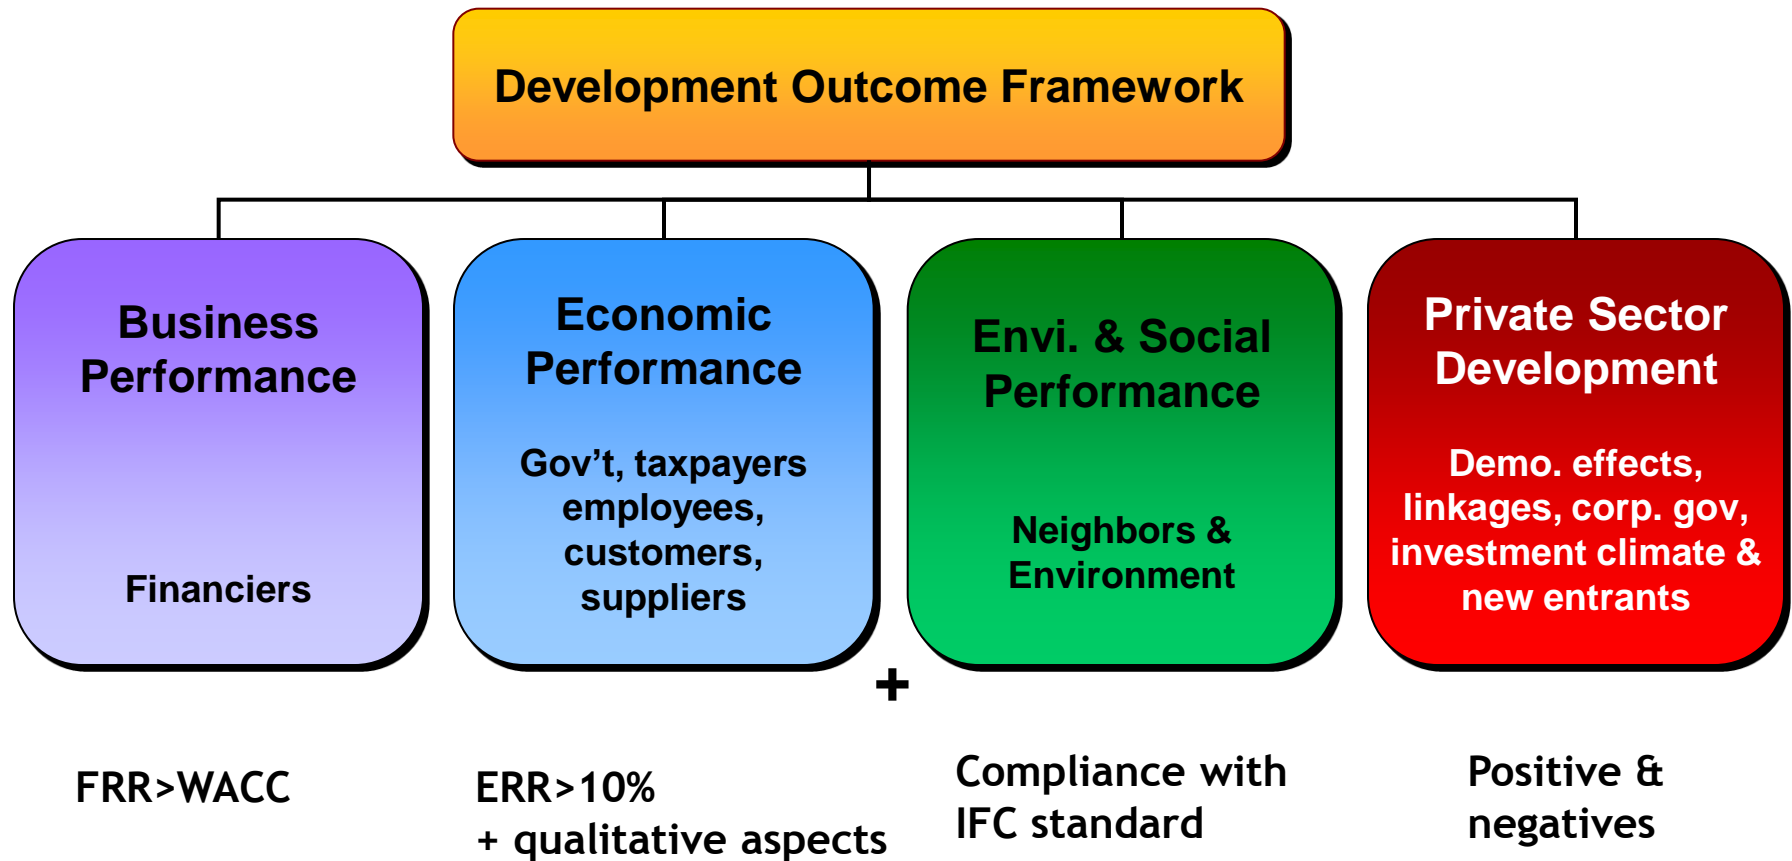 Development Outcome Framework
Business
Performance
Financiers
Economic
Performance
Gov’t, taxpayers
employees,
customers,
suppliers
Envi. & Social
Performance
Neighbors &
Environment
Private Sector
Development
Demo. effects,
linkages, corp. gov,
investment climate &
new entrants
+
FRR>WACC
ERR>10%
+ qualitative aspects
Compliance with
IFC standard
Positive &
negatives